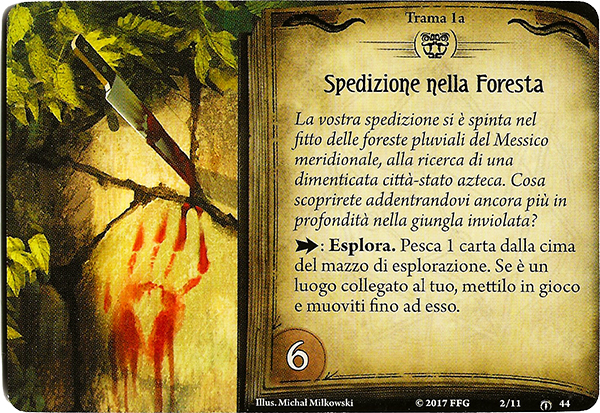 Trama 1a
Spedizione nella Foresta
La vostra spedizione si è spinta nel
fitto delle foreste pluviali del Messico
meridionale, alla ricerca di una
dimenticata città-stato azteca. Cosa
scoprirete addentrandovi ancora più in
profondità nella giungla inviolata?
: Esplora. Pesca 1 carta dalla cima
del mazzo di esplorazione. Se è un
luogo collegato al tuo, mettilo in gioco
e muoviti fino ad esso.
6
Illus. Michał Miłkowski © 2017 FFG 2/11 44